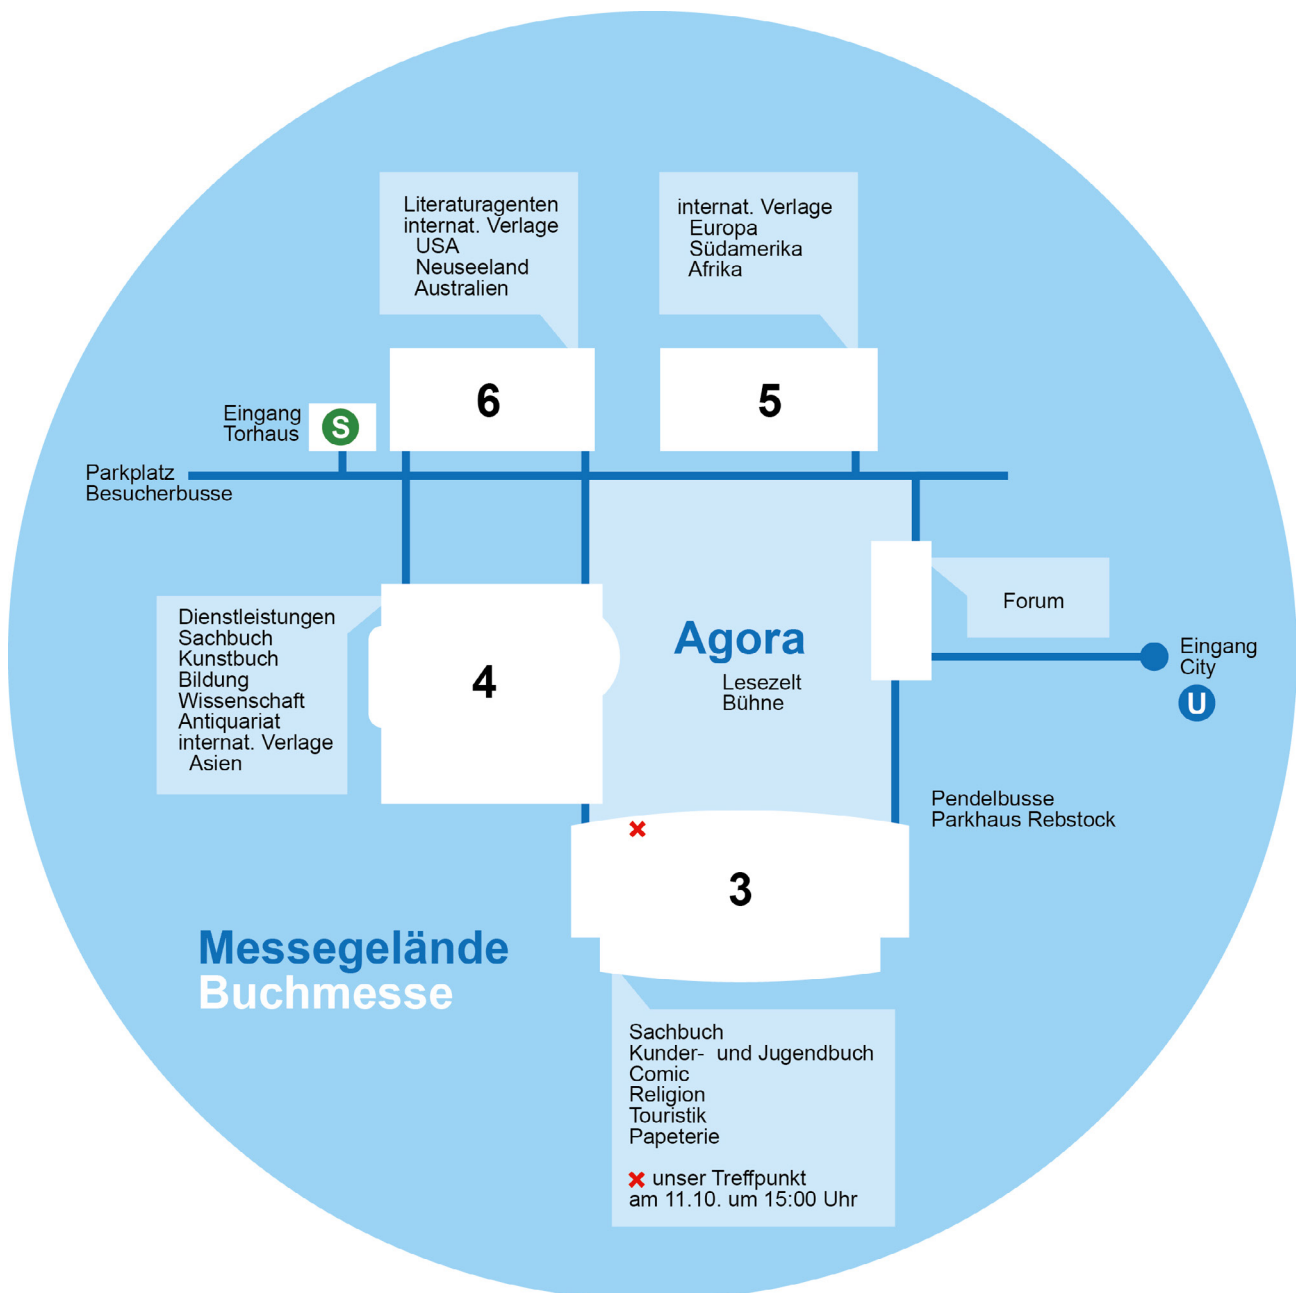 Literaturagenten
internat. Verlage
USA
Neuseeland
Australien
internat. Verlage
Europa
Südamerika
Afrika
6
5
Eingang
Torhaus
S
Parkplatz
Besucherbusse
Dienstleistungen
Sachbuch
Kunstbuch
Bildung
Wissenschaft
Antiquariat
internat. Verlage
Asien
4
Agora
Lesezelt
Bühne
Forum
Eingang
City
U
Pendelbusse
Parkhaus Rebstock
3
Messegelände
Buchmesse
Sachbuch
Kunder- und Jugendbuch
Comic
Religion
Touristik
Papeterie
unser Treffpunkt
am 11.10. um 15:00 Uhr